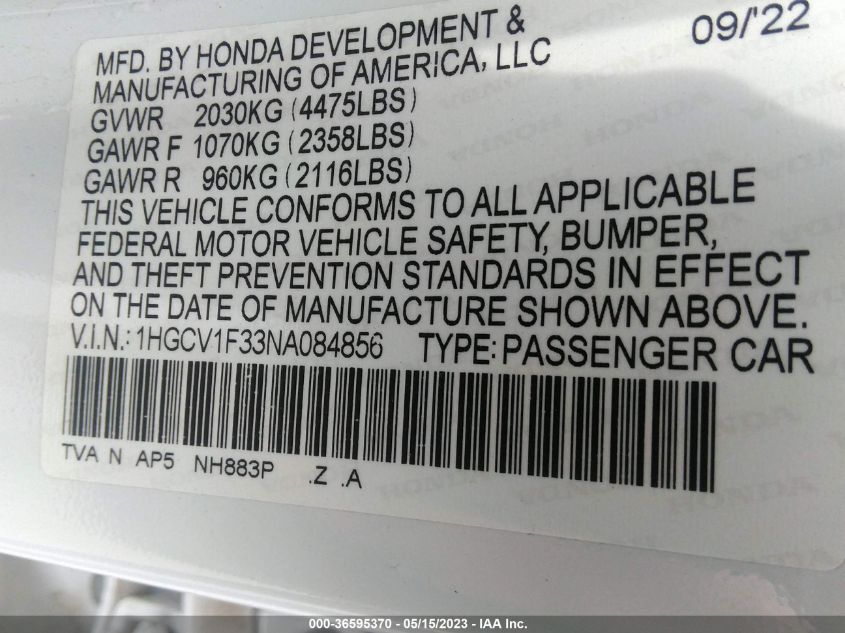 MFD. BY HONDA DEVELOPMENT & 09/'22
MANUFACTURING OF AMERICA, LLC
GVWR 2030KG (4475LBS)
GAWR F 1070KG (2358LBS)
GAWR R 960KG (2116LBS)
THIS VEHICLE CONFORMS TO ALL APPLICABLE
FEDERAL MOTOR VEHICLE SAFETY, BUMPER,
AND THEFT PREVENTION STANDARDS IN EFFECT
ON THE DATE OF MANUFACTURE SHOWN ABOVE.
V.I.N.: 1HGCV1F33NA084856 TYPE: PASSENGER CAR
TVA N AP5 NH883P .Z .A
HONDA HONDA HONDA
000-36595370 - 05/15/2023 - IAA Inc.